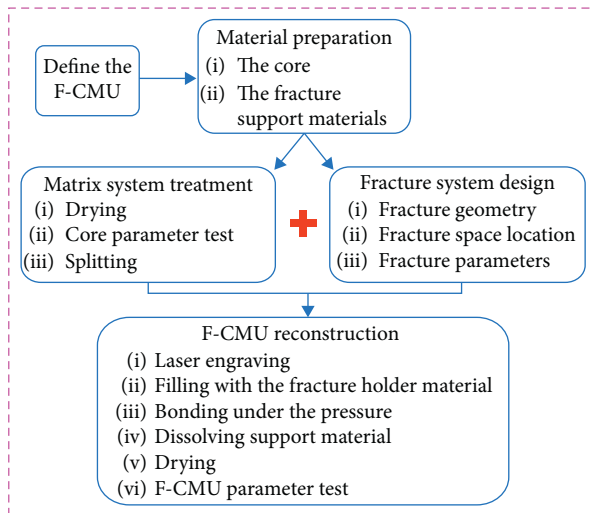 Define the
F-CMU
Material preparation
(i) The core
(ii) The fracture
support materials
Matrix system treatment
(i) Drying
(ii) Core parameter test
(iii) Splitting
Fracture system design
(i) Fracture geometry
(ii) Fracture space location
(iii) Fracture parameters
F-CMU reconstruction
(i) Laser engraving
(ii) Filling with the fracture holder material
(iii) Bonding under the pressure
(iv) Dissolving support material
(v) Drying
(vi) F-CMU parameter test